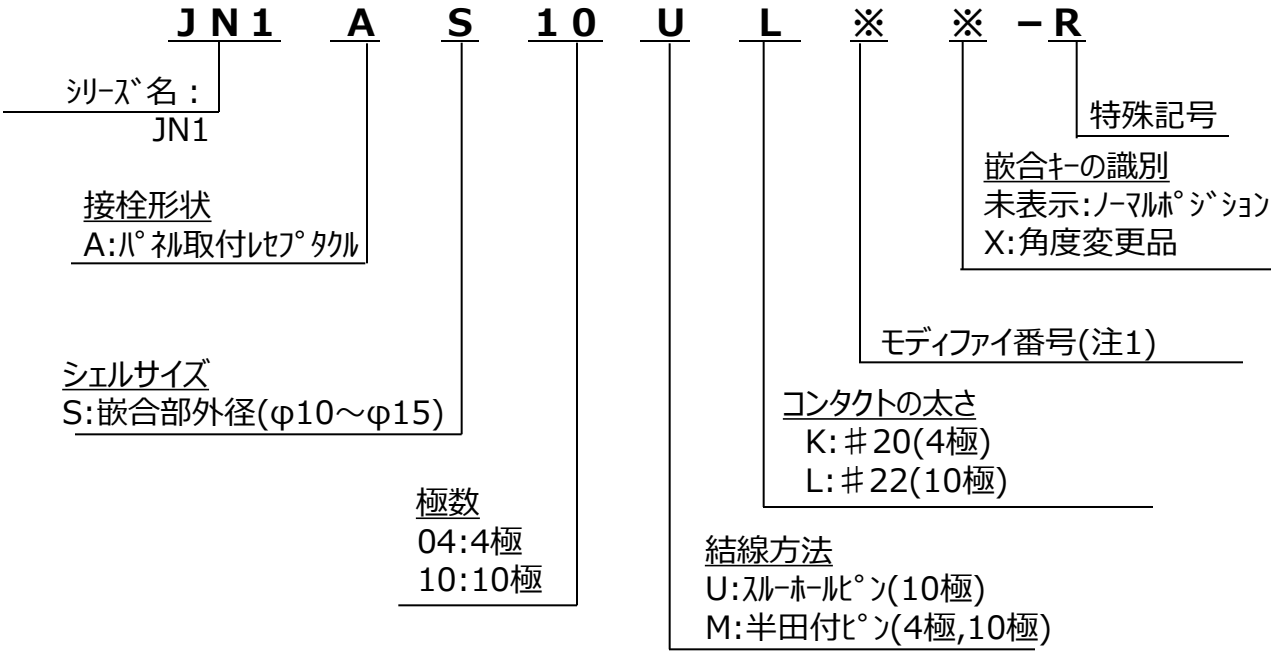 JN1 A S 10 U L ※ ※ －R
ｼﾘｰｽﾞ名：
JN1
特殊記号
嵌合ｷｰの識別
未表示:ﾉｰﾏﾙﾎﾟｼﾞｼｮﾝ
X:角度変更品
接栓形状
A:ﾊﾟﾈﾙ取付ﾚｾﾌﾟﾀｸﾙ
モディファイ番号(注1)
シェルサイズ
S:嵌合部外径(φ10～φ15)
コンタクトの太さ
K:♯20(4極)
L:♯22(10極)
極数
04:4極
10:10極
結線方法
U:ｽﾙｰﾎｰﾙﾋﾟﾝ(10極)
M:半田付ﾋﾟﾝ(4極,10極)